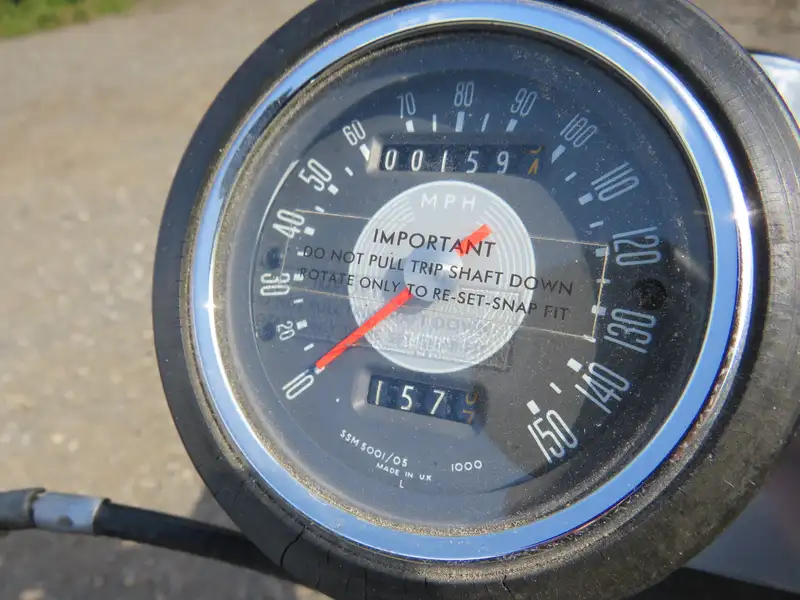 80
70
90
60
100
00159
50
110
MPH
40
IMPORTANT
120
DO NOT PULL TRIP SHAFT DOWN
30
ROTATE ONLY TO RE-SET-SNAP FIT
130
20
10
140
157
150
SSM 5001/05
1000
MADE IN UK
L